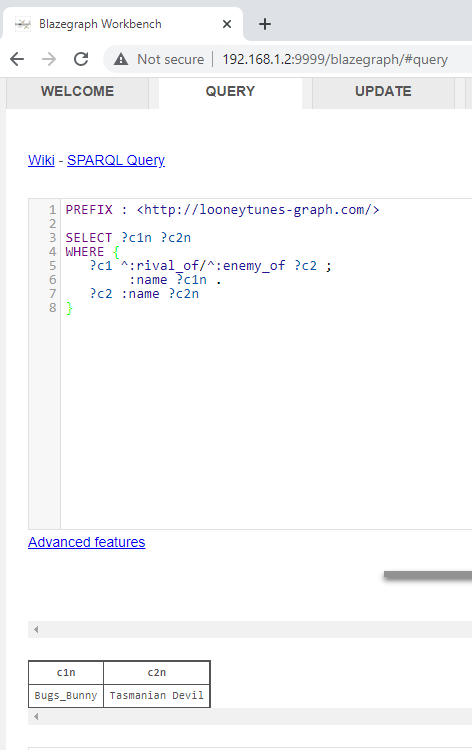 Blazegraph Workbench
Not secure 192.168.1.2:9999/blazegraph/#query
WELCOME QUERY UPDATE
Wiki - SPARQL Query
1 PREFIX : <http://looneytunes-graph.com/>
2
3 SELECT ?c1n ?c2n
4 WHERE {
5 ?c1 ^:rival_of/^:enemy_of ?c2 ;
6 :name ?c1n .
7 ?c2 :name ?c2n
8 }
Advanced features
c1n c2n
Bugs_Bunny Tasmanian Devil